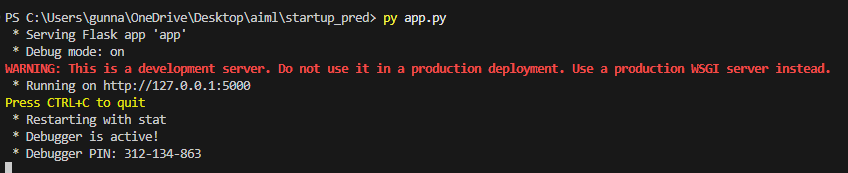 PS C:\Users\gunna\OneDrive\Desktop\aiml\startup_pred> py app.py
 * Serving Flask app 'app'
 * Debug mode: on
WARNING: This is a development server. Do not use it in a production deployment. Use a production WSGI server instead.
 * Running on http://127.0.0.1:5000
Press CTRL+C to quit
 * Restarting with stat
 * Debugger is active!
 * Debugger PIN: 312-134-863